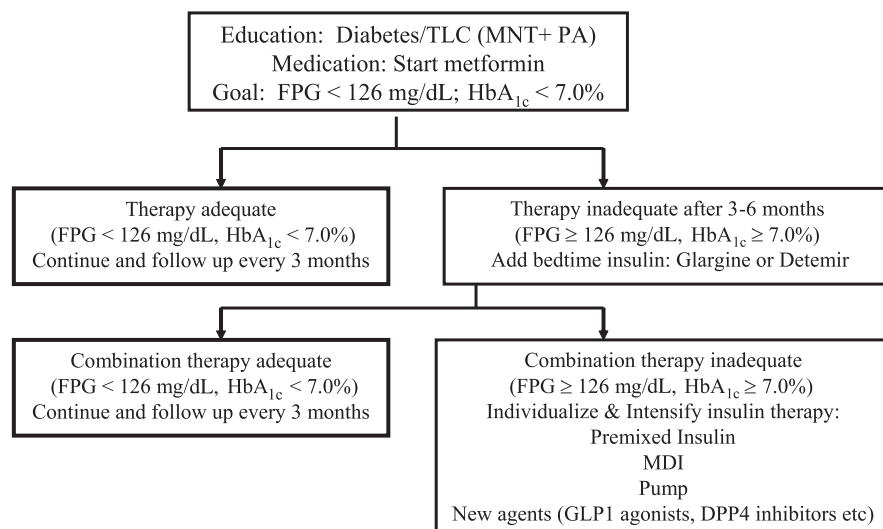 Education: Diabetes/TLC (MNT+ PA)
Medication: Start metformin
Goal: FPG < 126 mg/dL; HbA1c < 7.0%
Therapy adequate
(FPG < 126 mg/dL, HbA1c < 7.0%)
Continue and follow up every 3 months
Therapy inadequate after 3-6 months
(FPG ≥ 126 mg/dL, HbA1c ≥ 7.0%)
Add bedtime insulin: Glargine or Detemir
Combination therapy adequate
(FPG < 126 mg/dL, HbA1c < 7.0%)
Continue and follow up every 3 months
Combination therapy inadequate
(FPG ≥ 126 mg/dL, HbA1c ≥ 7.0%)
Individualize & Intensify insulin therapy:
Premixed Insulin
MDI
Pump
New agents (GLP1 agonists, DPP4 inhibitors etc)